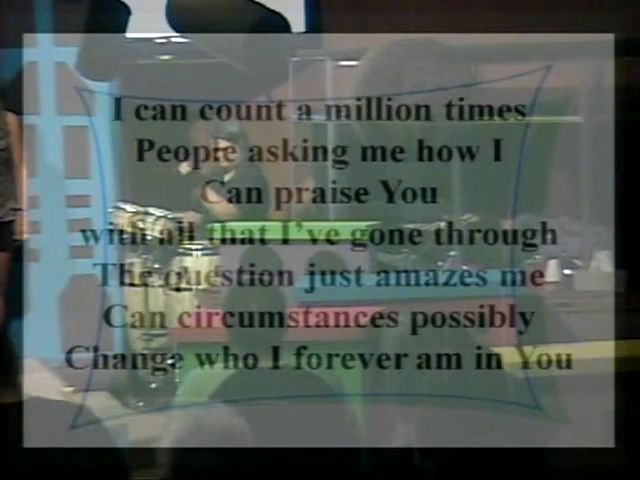 I can count a million times
People asking me how I
Can praise You
with all that I've gone through
The question just amazes me
Can circumstances possibly
Change who I forever am in You